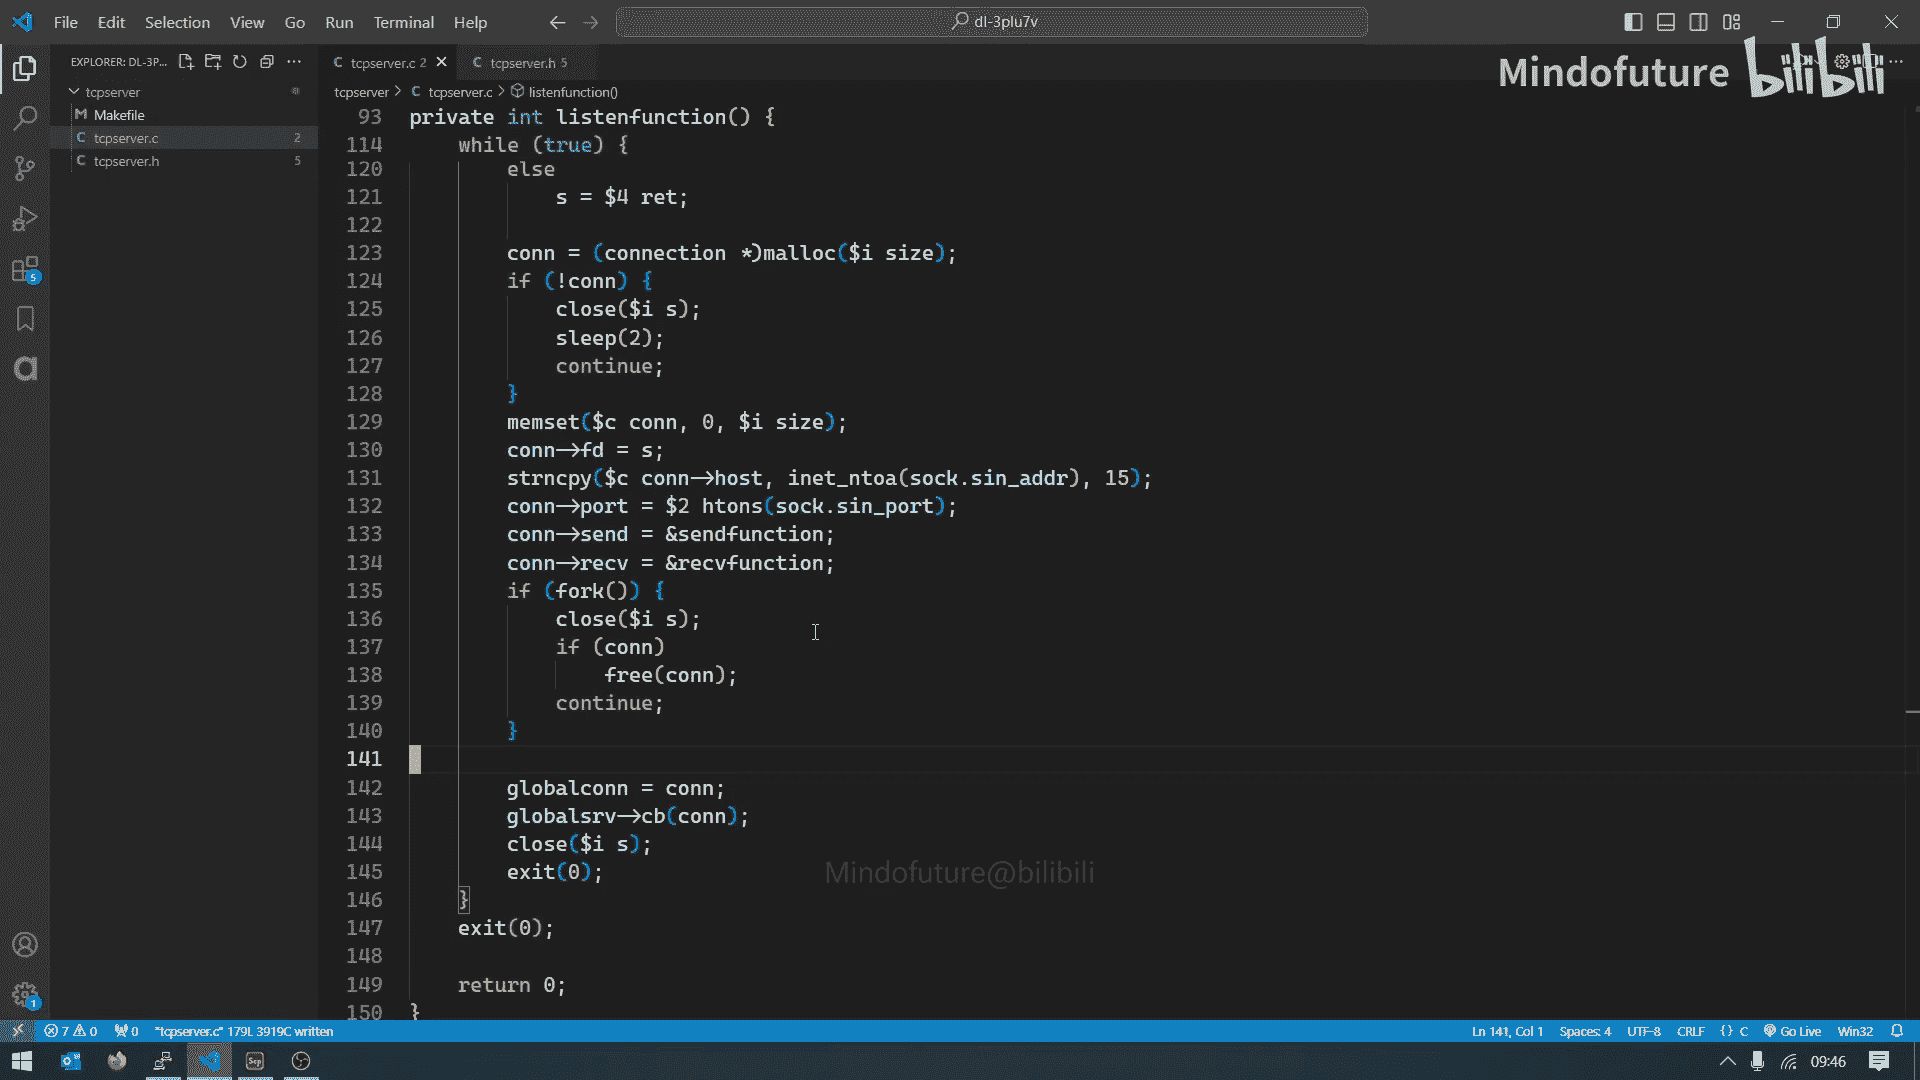 File Edit Selection View Go Run Terminal Help
dl-3plu7v
EXPLORER: DL-3P...
tcpserver.c 2
tcpserver.h 5
Mindofuture bilibili
tcpserver
M Makefile
C tcpserver.c 2
C tcpserver.h 5
tcpserver > C tcpserver.c > listenfunction()
93 private int listenfunction() {
114 while (true) {
120 else
121 s = $4 ret;
122
123 conn = (connection *)malloc($i size);
124 if (!conn) {
125 close($i s);
126 sleep(2);
127 continue;
128 }
129 memset($c conn, 0, $i size);
130 conn->fd = s;
131 strncpy($c conn->host, inet_ntoa(sock.sin_addr), 15);
132 conn->port = $2 htons(sock.sin_port);
133 conn->send = &sendfunction;
134 conn->recv = &recvfunction;
135 if (fork()) {
136 close($i s);
137 if (conn)
138 free(conn);
139 continue;
140 }
141
142 globalconn = conn;
143 globalsrv->cb(conn);
144 close($i s);
145 exit(0);
Mindofuture@bilibili
146 }
147 exit(0);
148
149 return 0;
150 }
5
1
7 0 0 "tcpserver.c" 179L 3919C written
Ln 141, Col 1 Spaces: 4 UTF-8 CRLF {} C Go Live Win32
09:46